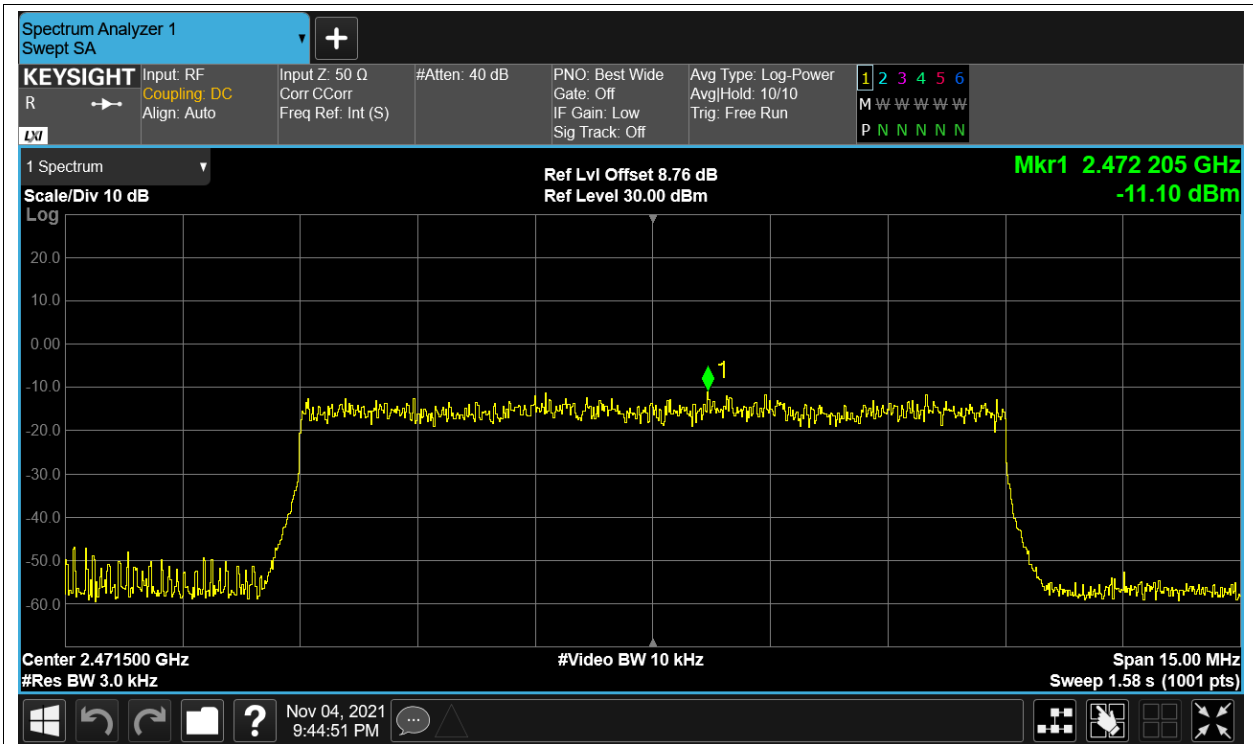 Spectrum Analyzer 1
Swept SA
KEYSIGHT
R
LXI
Input: RF
Coupling: DC
Align: Auto
Input Z: 50 Ω
Corr CCorr
Freq Ref: Int (S)
#Atten: 40 dB
PNO: Best Wide
Gate: Off
IF Gain: Low
Sig Track: Off
Avg Type: Log-Power
Avg|Hold: 10/10
Trig: Free Run
1 2 3 4 5 6
M W W W W W
P N N N N N
1 Spectrum
Scale/Div 10 dB
Ref Lvl Offset 8.76 dB
Ref Level 30.00 dBm
Mkr1 2.472 205 GHz
-11.10 dBm
Log
20.0
10.0
0.00
-10.0
-20.0
-30.0
-40.0
-50.0
-60.0
1
Center 2.471500 GHz
#Res BW 3.0 kHz
#Video BW 10 kHz
Span 15.00 MHz
Sweep 1.58 s (1001 pts)
?
Nov 04, 2021
9:44:51 PM